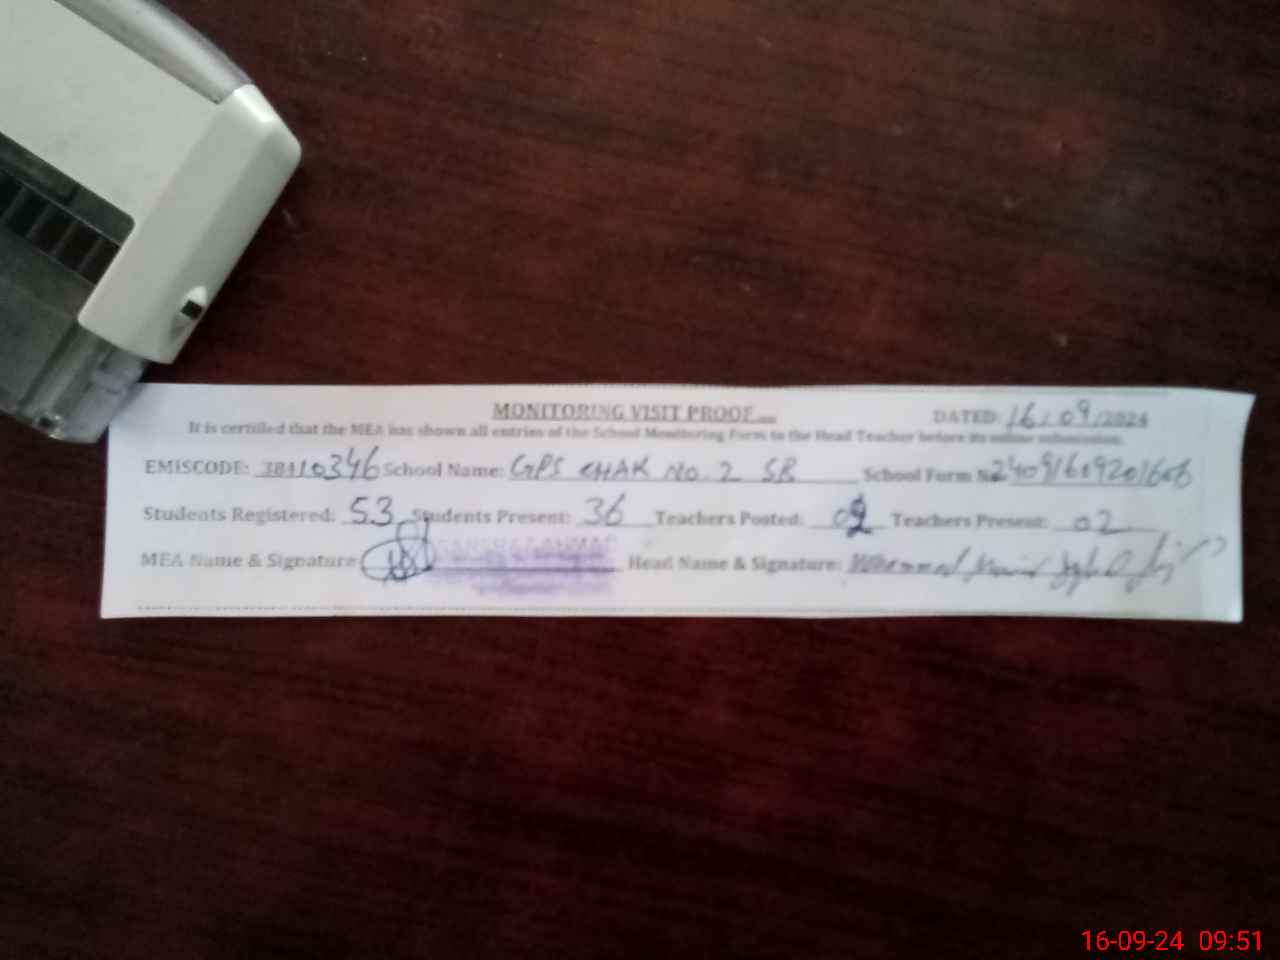 MONITORING VISIT PROOF
DATED: 16/09/2024
It is certified that the MEA has shown all entries of the School Monitoring Form to the Head Teacher before its online submission.
EMISCODE: 38410346 School Name: GPS CHAK NO. 2 SB School Form No
Students Registered: 53 Students Present: 36 Teachers Posted: 02 Teachers Present: 02
MEA Name & Signature Head Name & Signature:
16-09-24 09:51